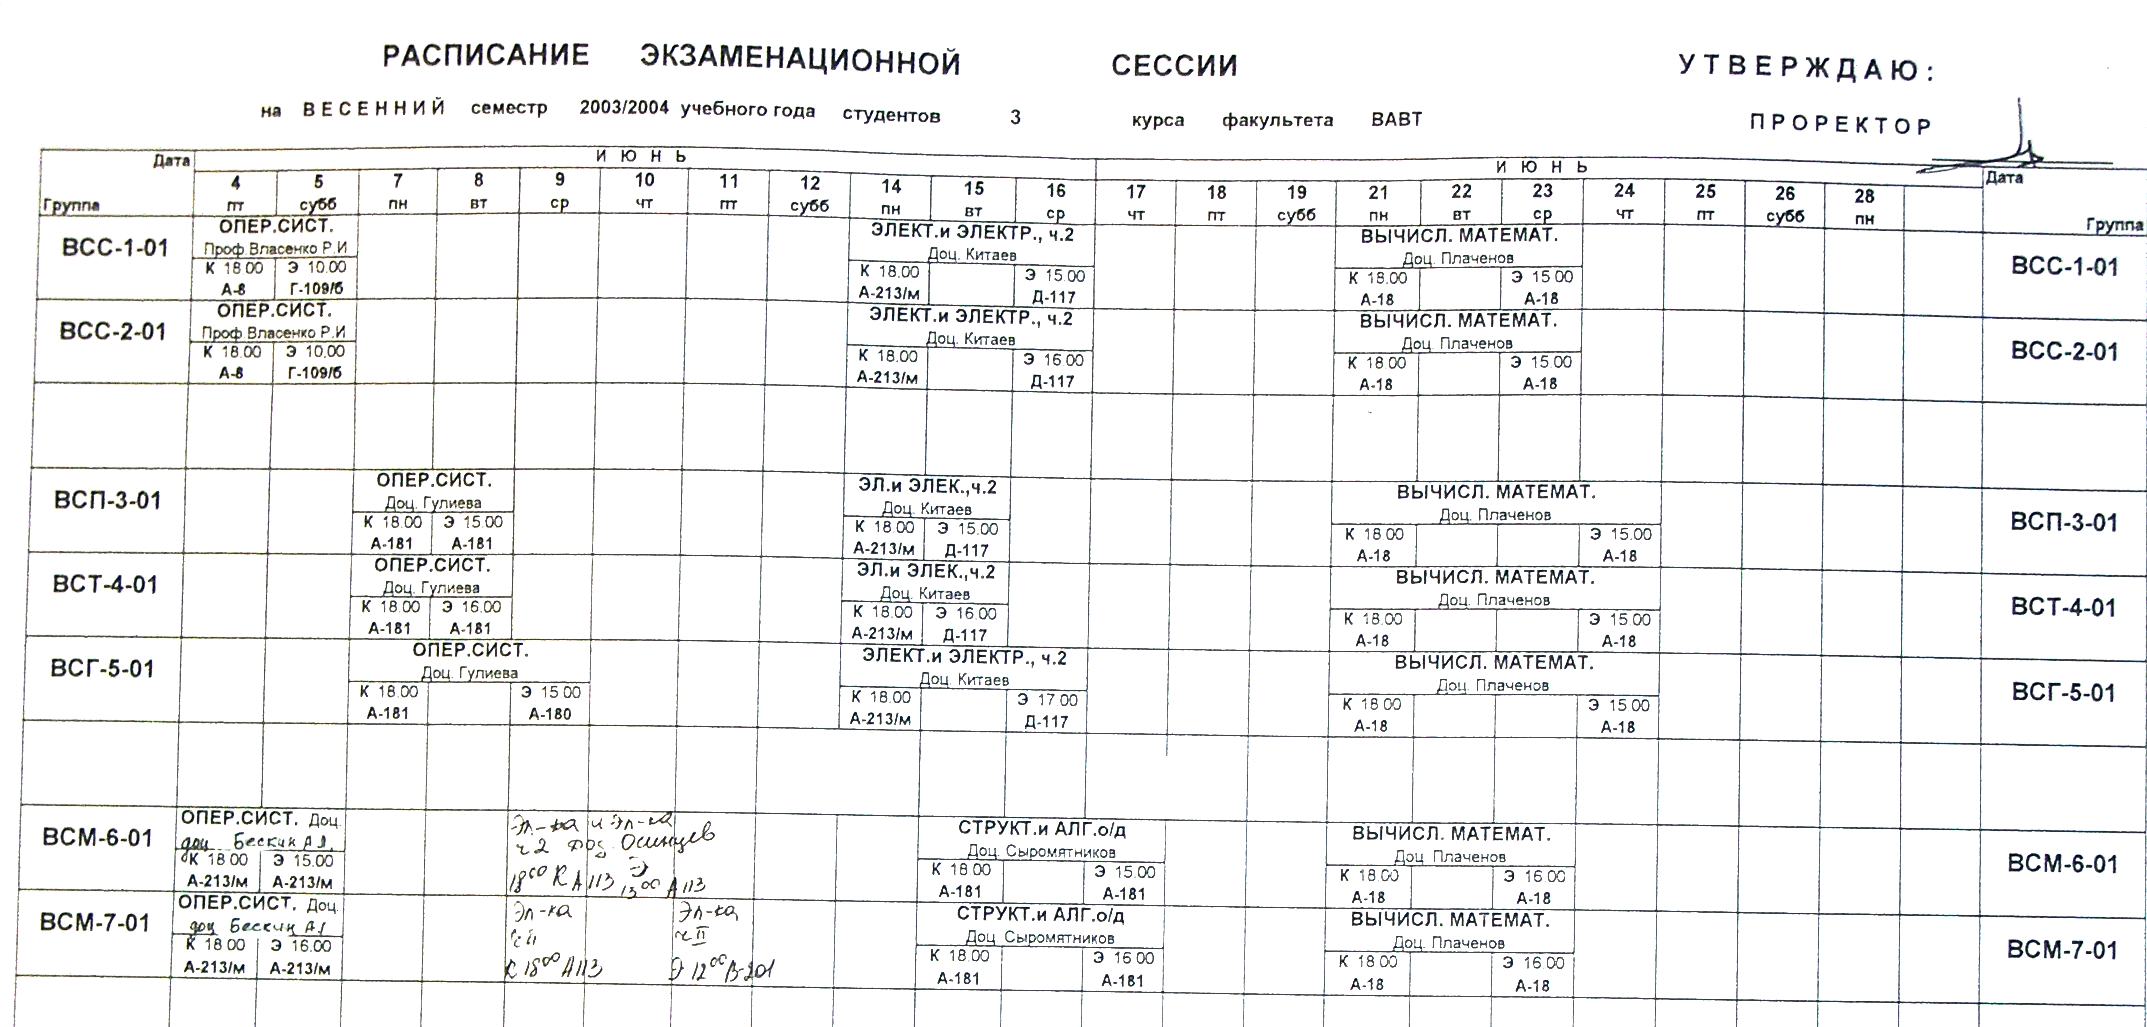 РАСПИСАНИЕ ЭКЗАМЕНАЦИОННОЙ СЕССИИ УТВЕРЖДАЮ:
на ВЕСЕННИЙ семестр 2003/2004 учебного года студентов 3 курса факультета ВАВТ ПРОРЕКТОР
Дата ИЮНЬ ИЮНЬ Дата
4 5 7 8 9 10 11 12 14 15 16 17 18 19 21 22 23 24 25 26 28
Группа пт субб пн вт ср чт пт субб пн вт ср чт пт субб пн вт ср чт пт субб пн Группа
ВСС-1-01 ОПЕР.СИСТ. ЭЛЕКТ.и ЭЛЕКТР., ч.2 ВЫЧИСЛ. МАТЕМАТ. ВСС-1-01
Проф.Власенко Р.И Доц. Китаев Доц. Плаченов
К 18.00 Э 10.00 К 18.00 Э 15.00 К 18.00 Э 15.00
А-8 Г-109/б А-213/м Д-117 А-18 А-18
ВСС-2-01 ОПЕР.СИСТ. ЭЛЕКТ.и ЭЛЕКТР., ч.2 ВЫЧИСЛ. МАТЕМАТ. ВСС-2-01
Проф.Власенко Р.И Доц. Китаев Доц. Плаченов
К 18.00 Э 10.00 К 18.00 Э 16.00 К 18.00 Э 15.00
А-8 Г-109/б А-213/м Д-117 А-18 А-18
ВСП-3-01 ОПЕР.СИСТ. ЭЛ.и ЭЛЕК.,ч.2 ВЫЧИСЛ. МАТЕМАТ. ВСП-3-01
Доц. Гулиева Доц. Китаев Доц. Плаченов
К 18.00 Э 15.00 К 18.00 Э 15.00 К 18.00 Э 15.00
А-181 А-181 А-213/м Д-117 А-18 А-18
ВСТ-4-01 ОПЕР.СИСТ. ЭЛ.и ЭЛЕК.,ч.2 ВЫЧИСЛ. МАТЕМАТ. ВСТ-4-01
Доц. Гулиева Доц. Китаев Доц. Плаченов
К 18.00 Э 16.00 К 18.00 Э 16.00 К 18.00 Э 15.00
А-181 А-181 А-213/м Д-117 А-18 А-18
ВСГ-5-01 ОПЕР.СИСТ. ЭЛЕКТ.и ЭЛЕКТР., ч.2 ВЫЧИСЛ. МАТЕМАТ. ВСГ-5-01
Доц. Гулиева Доц. Китаев Доц. Плаченов
К 18.00 Э 15.00 К 18.00 Э 17.00 К 18.00 Э 15.00
А-181 А-180 А-213/м Д-117 А-18 А-18
ВСМ-6-01 ОПЕР.СИСТ. Доц. Эл-ка и Эл-ка СТРУКТ.и АЛГ.о/д ВЫЧИСЛ. МАТЕМАТ. ВСМ-6-01
доц Бескин А.Л. ч 2 Осинцев Доц. Сыромятников Доц. Плаченов
К 18.00 Э 15.00 18⁰⁰ К А113 Э А113 К 18.00 Э 15.00 К 18.00 Э 16.00
А-213/м А-213/м А-181 А-181 А-18 А-18
ВСМ-7-01 ОПЕР.СИСТ. Доц. Эл-ка Эл-ка СТРУКТ.и АЛГ.о/д ВЫЧИСЛ. МАТЕМАТ. ВСМ-7-01
доц Бескин А.Л ч II ч II Доц. Сыромятников Доц. Плаченов
К 18.00 Э 16.00 К 18⁰⁰ А113 Э 12⁰⁰ В-201 К 18.00 Э 16.00 К 18.00 Э 16.00
А-213/м А-213/м А-181 А-181 А-18 А-18